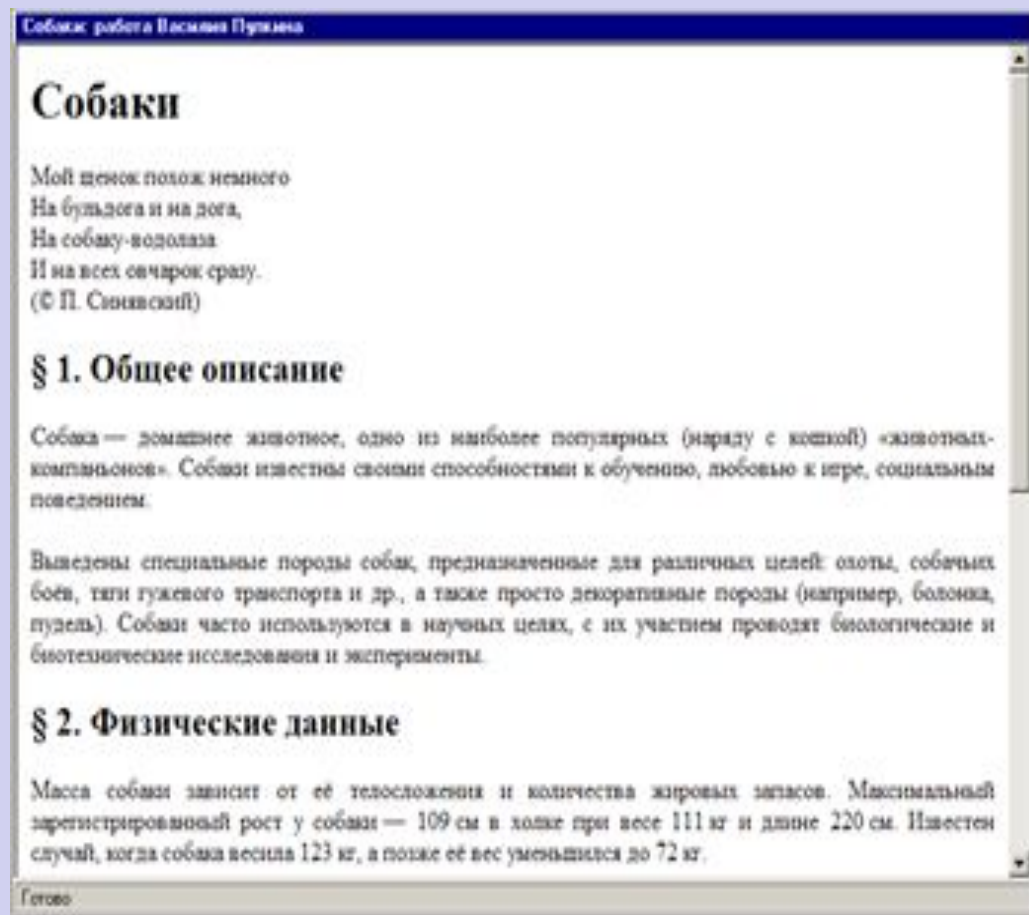 Собаки: работа Василия Пупкина
Собаки
Мой щенок похож немного
На бульдога и на дога,
На собаку-водолаза
И на всех овчарок сразу.
(© П. Синявский)
§ 1. Общее описание
Собака — домашнее животное, одно из наиболее популярных (наряду с кошкой) «животных-
компаньонов». Собаки известны своими способностями к обучению, любовью к игре, социальным
поведением.
Выведены специальные породы собак, предназначенные для различных целей: охоты, собачьих
боёв, тяги гужевого транспорта и др., а также просто декоративные породы (например, болонка,
пудель). Собаки часто используются в научных целях, с их участием проводят биологические и
биотехнические исследования и эксперименты.
§ 2. Физические данные
Масса собаки зависит от её телосложения и количества жировых запасов. Максимальный
зарегистрированный рост у собаки — 109 см в холке при весе 111 кг и длине 220 см. Известен
случай, когда собака весила 123 кг, а позже её вес уменьшился до 72 кг.
Готово